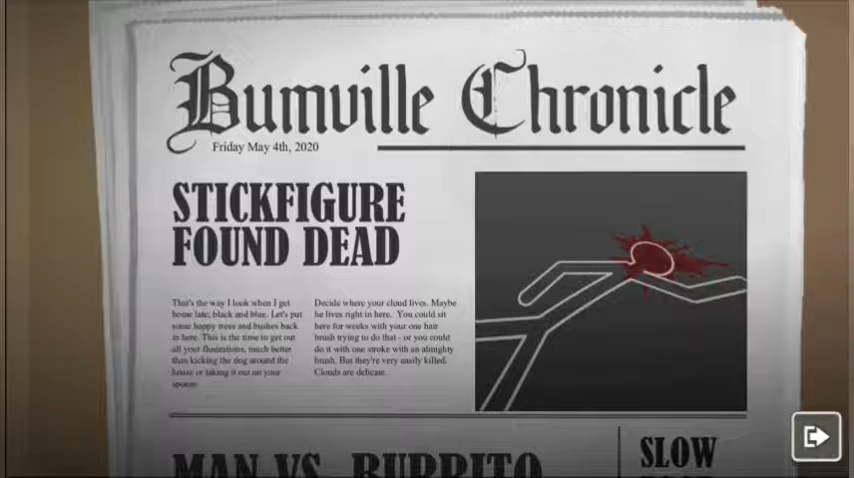 Bumville Chronicle
Friday May 4th, 2020
STICKFIGURE
FOUND DEAD
That's the way I look when I get
home late; black and blue. Let's put
some happy trees and bushes back
in here. This is the time to get out
all your flustrations, much better
than kicking the dog around the
house or taking it out on your
spouse.
Decide where your cloud lives. Maybe
he lives right in here. You could sit
here for weeks with your one hair
brush trying to do that - or you could
do it with one stroke with an almighty
brush. But they're very easily killed.
Clouds are delicate.
MAN VS. BURRITO
SLOW